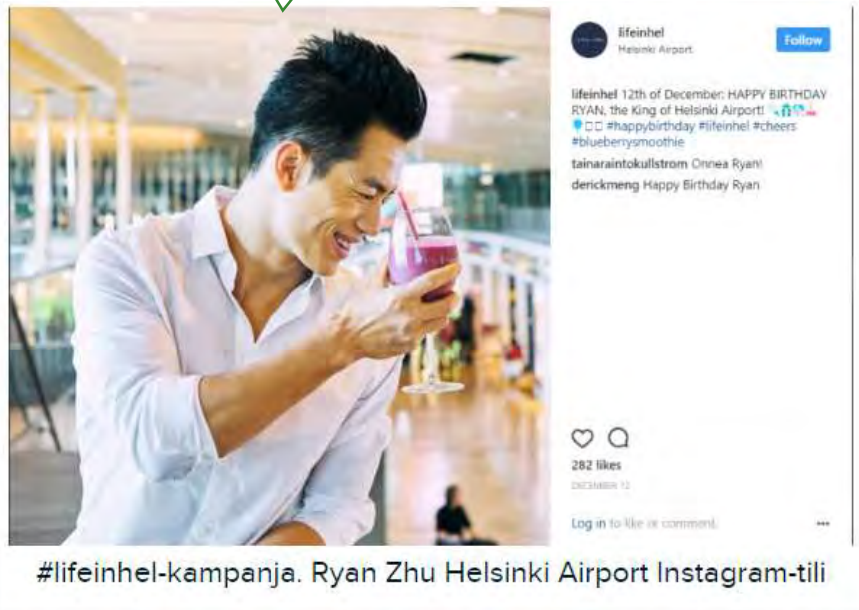 lifeinhel
Helsinki Airport
Follow
lifeinhel 12th of December: HAPPY BIRTHDAY
RYAN, the King of Helsinki Airport!
#happybirthday #lifeinhel #cheers
#blueberrysmoothie
tainaraintokullstrom Onnea Ryan!
derickmeng Happy Birthday Ryan
282 likes
DECEMBER 12
Log in to like or comment.
#lifeinhel-kampanja. Ryan Zhu Helsinki Airport Instagram-tili